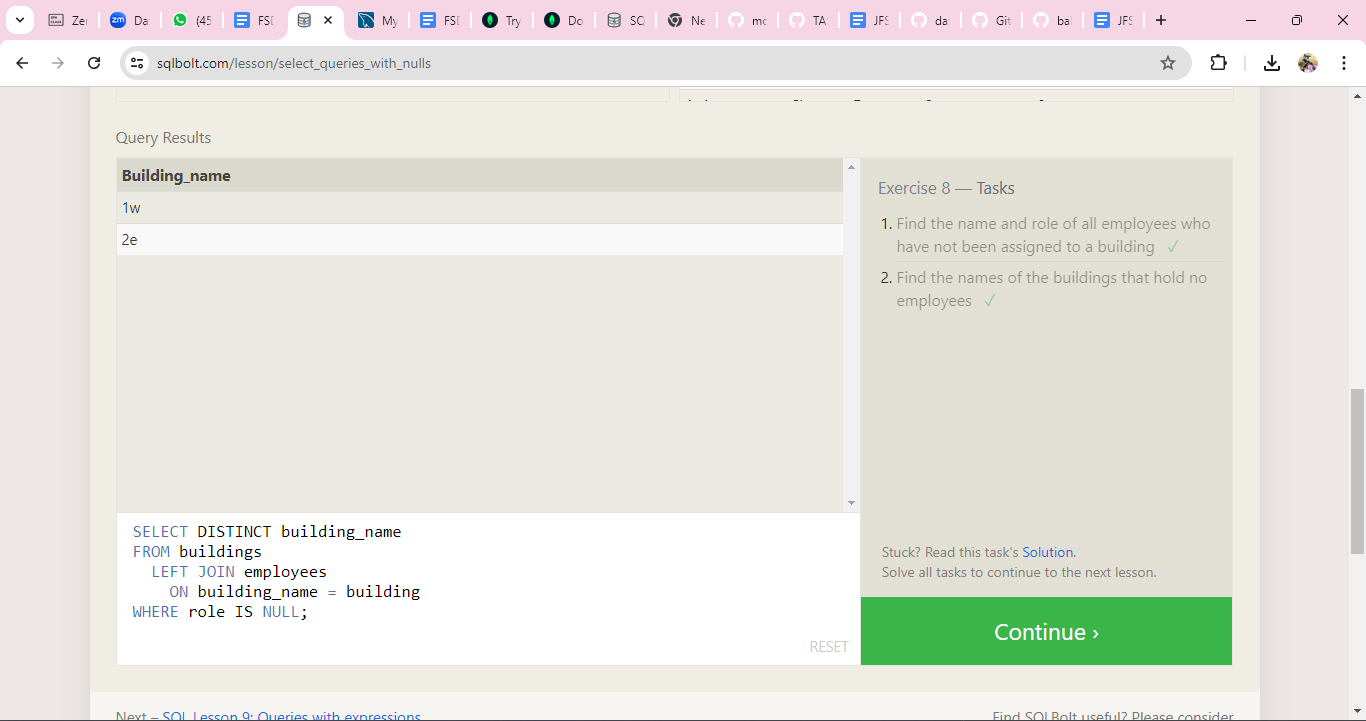 Ze
Da
(45
FSI
My
FSI
Try
Do
SC
Ne
mc
TA
JFS
da
Git
ba
JFS
sqlbolt.com/lesson/select_queries_with_nulls
Query Results
Building_name
1w
2e
Exercise 8 — Tasks
1. Find the name and role of all employees who
have not been assigned to a building ✓
2. Find the names of the buildings that hold no
employees ✓
SELECT DISTINCT building_name
FROM buildings
LEFT JOIN employees
ON building_name = building
WHERE role IS NULL;
RESET
Stuck? Read this task's Solution.
Solve all tasks to continue to the next lesson.
Continue ›
Next – SQL Lesson 9: Queries with expressions
Find SQLBolt useful? Please consider